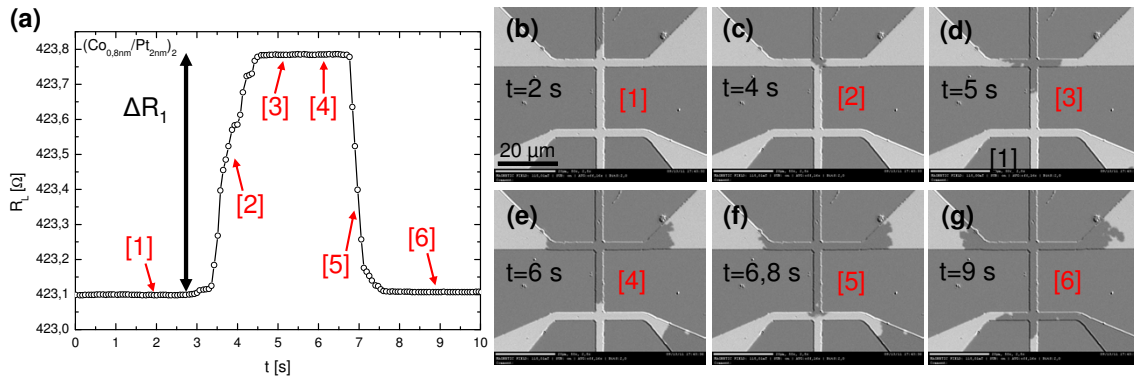 (a)
(Co0,8nm/Pt2nm)2
423,8
423,7
423,6
423,5
423,4
423,3
423,2
423,1
423,0
RL [Ω]
ΔR1
[1]
[2]
[3]
[4]
[5]
[6]
0 1 2 3 4 5 6 7 8 9 10
t [s]
(b)
t=2 s
[1]
20 µm
(c)
t=4 s
[2]
(d)
t=5 s
[3]
[1]
(e)
t=6 s
[4]
(f)
t=6,8 s
[5]
(g)
t=9 s
[6]